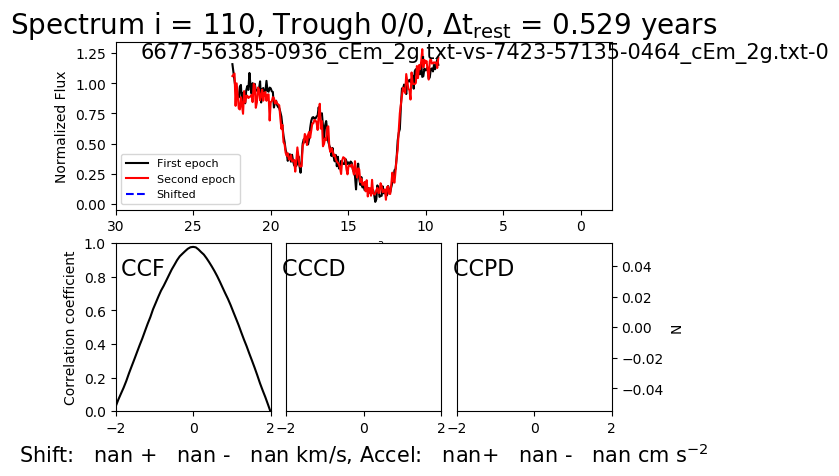 Spectrum i = 110, Trough 0/0, Δt_rest = 0.529 years
6677-56385-0936_cEm_2g.txt-vs-7423-57135-0464_cEm_2g.txt-0
Normalized Flux
1.25
1.00
0.75
0.50
0.25
0.00
First epoch
Second epoch
Shifted
30 25 20 15 10 5 0
Correlation coefficient
1.0
0.8
0.6
0.4
0.2
0.0
CCF
CCCD
CCPD
0.04
0.02
0.00
−0.02
−0.04
N
−2 0 2
−2 0 2
−2 0 2
Shift: nan + nan - nan km/s, Accel: nan+ nan - nan cm s⁻²